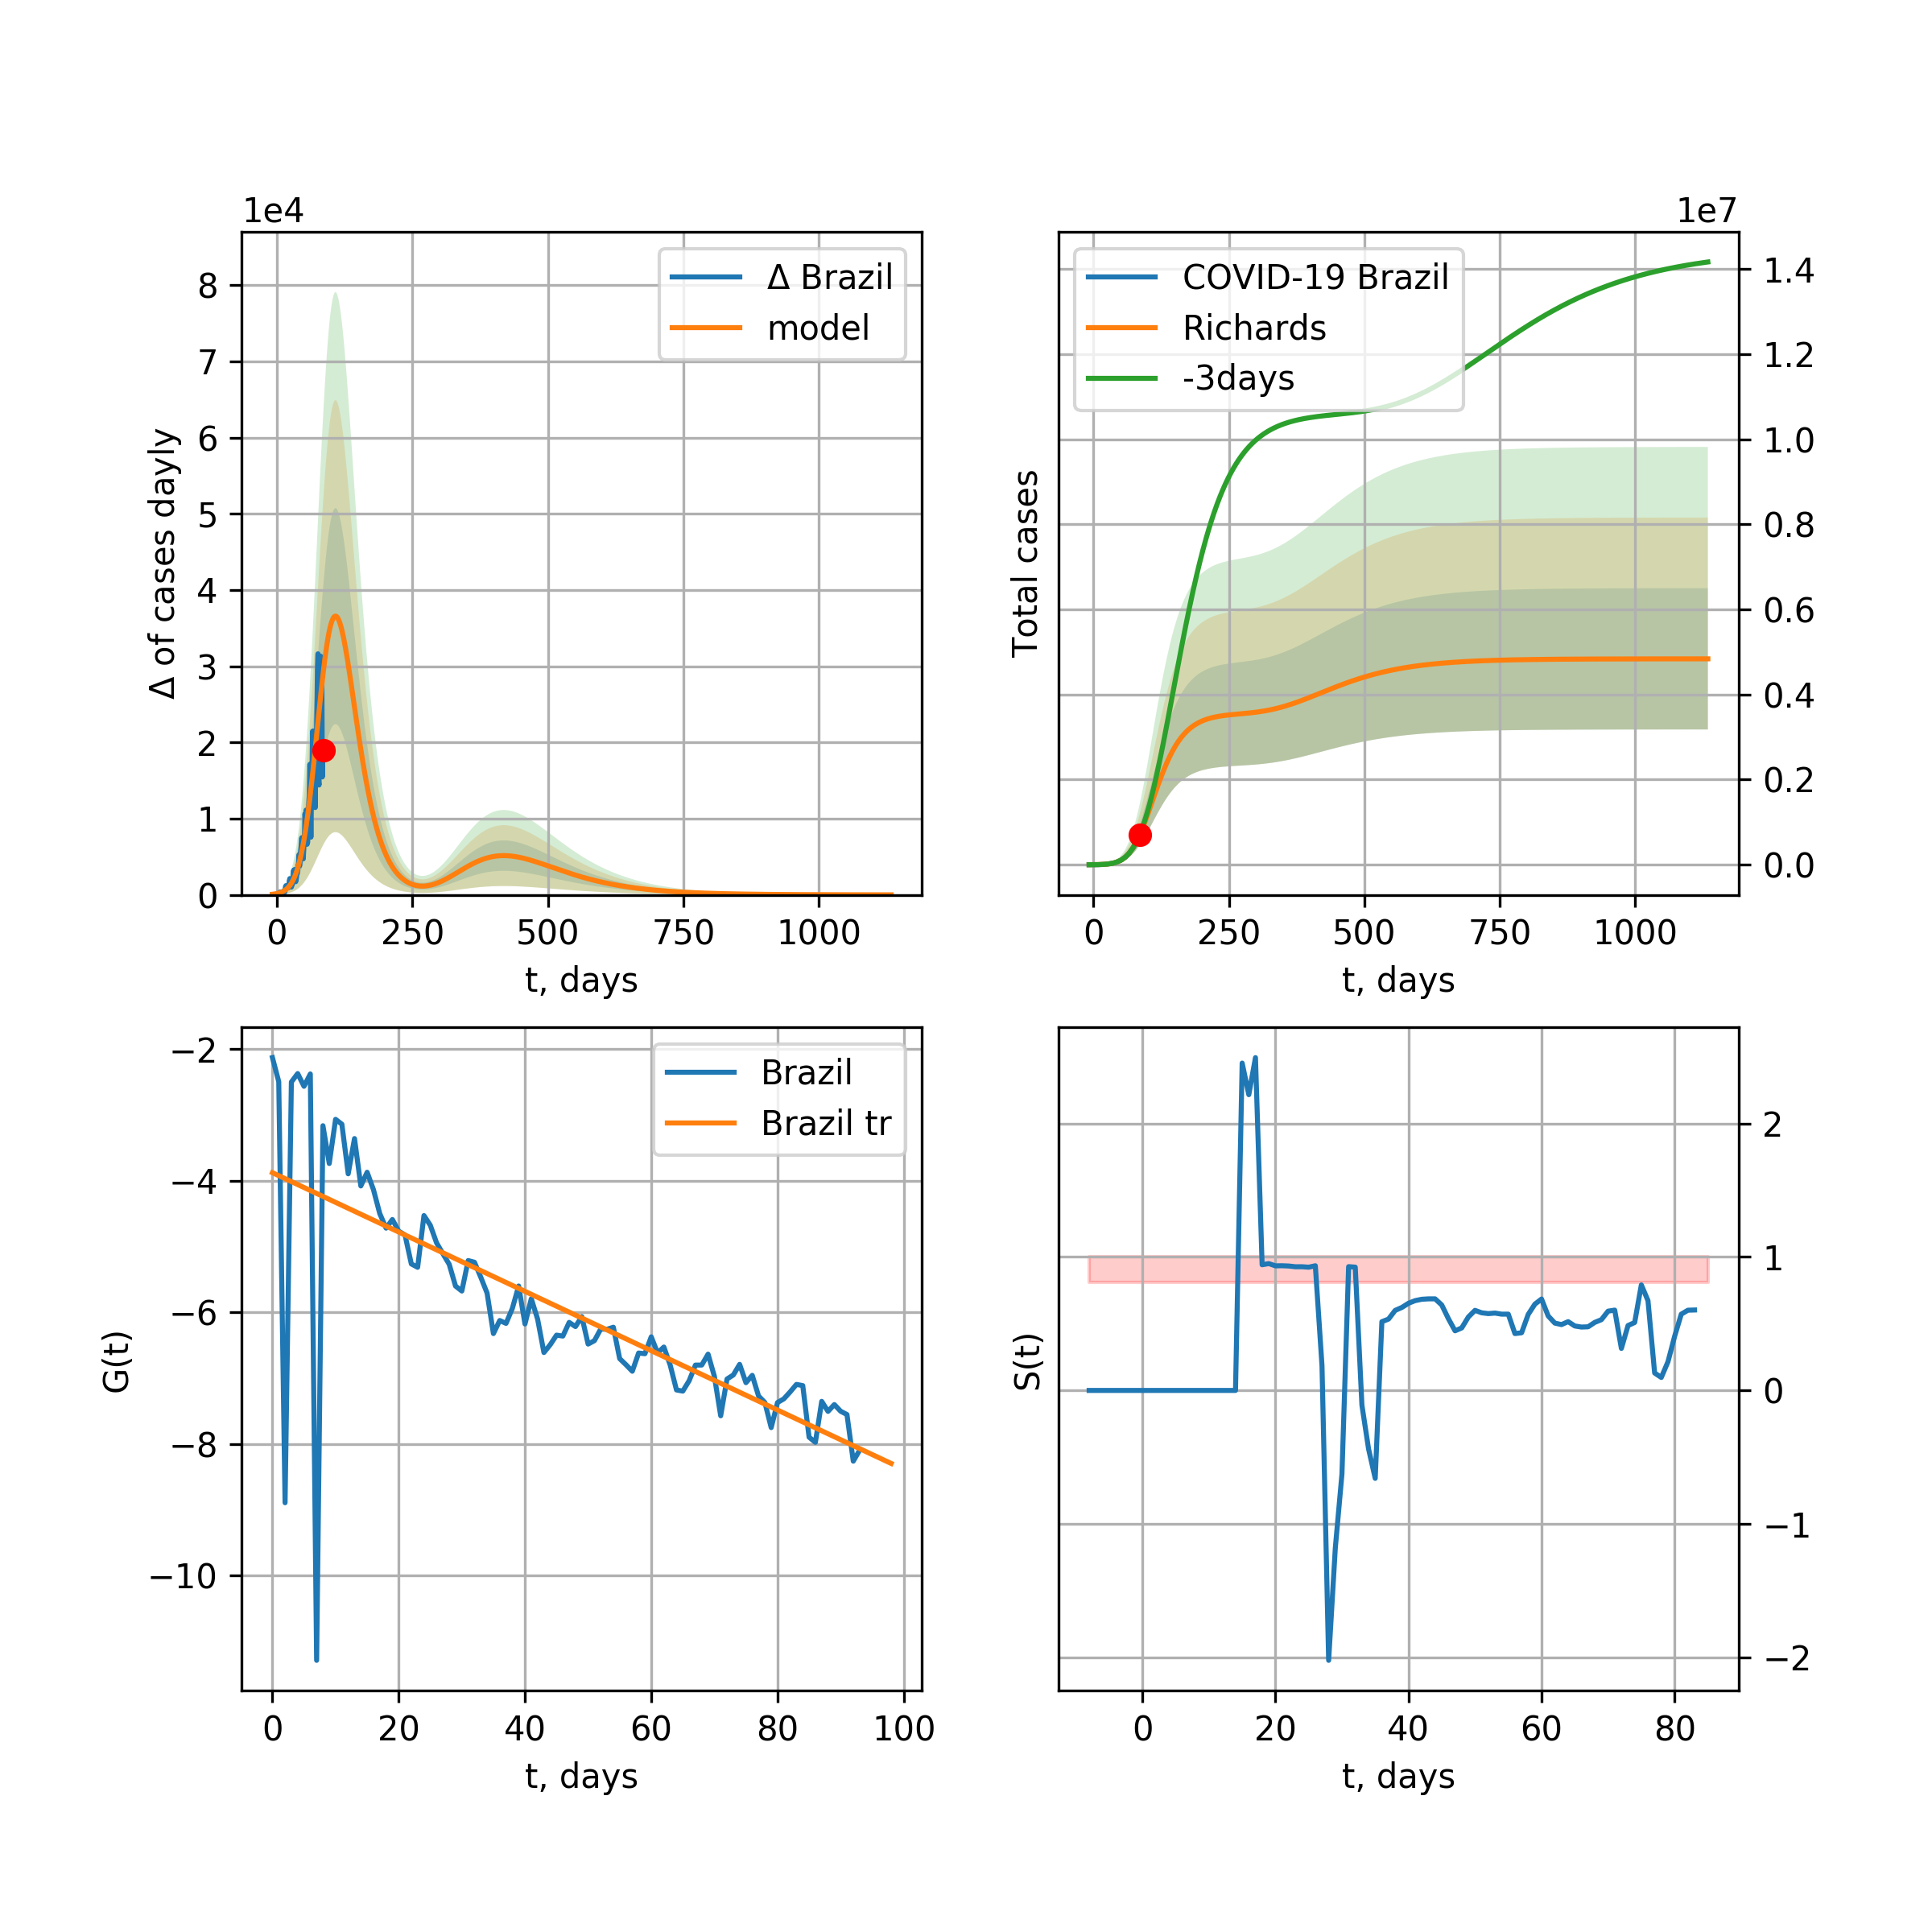 1e4
Δ of cases dayly
8
7
6
5
4
3
2
1
0
Δ Brazil
model
0 250 500 750 1000
t, days
1e7
Total cases
COVID-19 Brazil
Richards
-3days
1.4
1.2
1.0
0.8
0.6
0.4
0.2
0.0
0 250 500 750 1000
t, days
G(t)
−2
−4
−6
−8
−10
Brazil
Brazil tr
0 20 40 60 80 100
t, days
S(t)
2
1
0
−1
−2
0 20 40 60 80
t, days